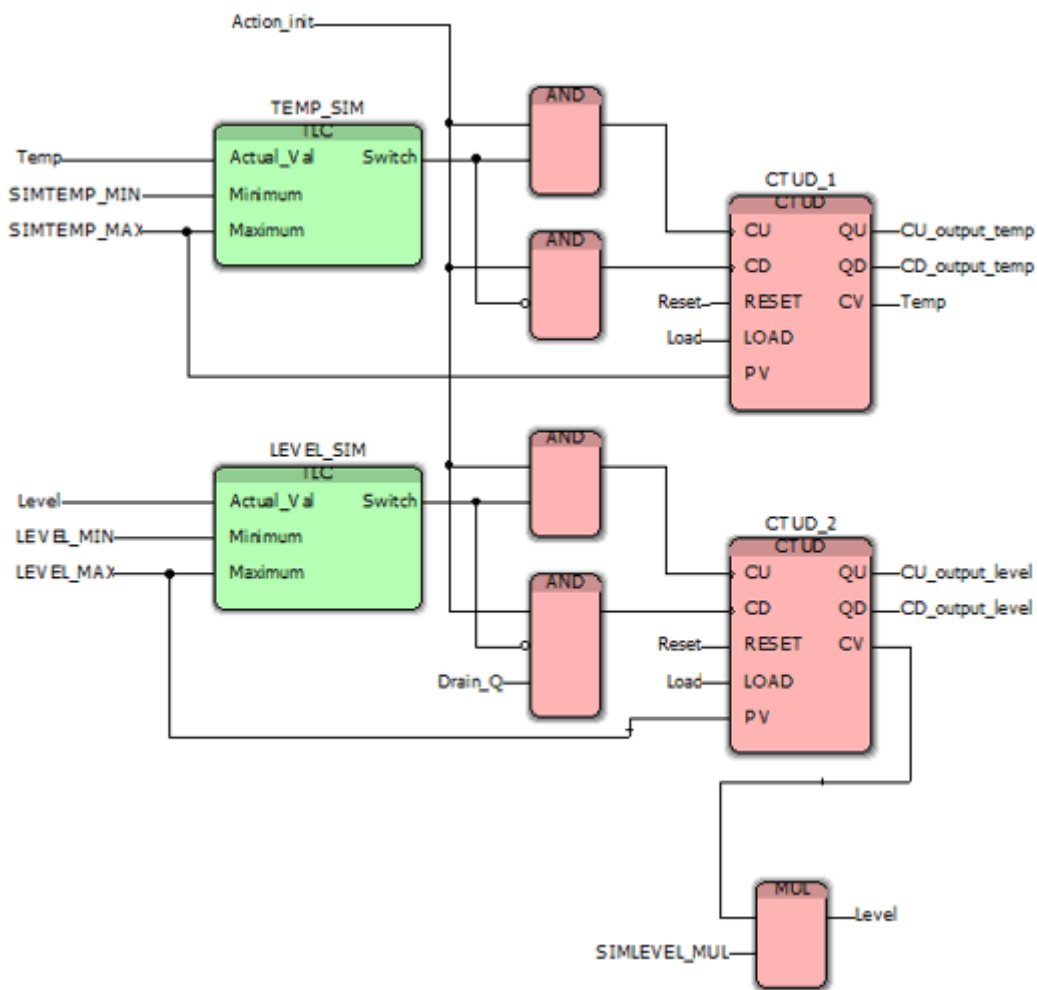 Action_init
AND
TEMP_SIM
TLC
Temp
Actual_Val
Switch
SIMTEMP_MIN
Minimum
SIMTEMP_MAX
Maximum
AND
CTUD_1
CTUD
CU
QU
CU_output_temp
CD
QD
CD_output_temp
Reset
RESET
CV
Temp
Load
LOAD
PV
AND
LEVEL_SIM
TLC
Level
Actual_Val
Switch
LEVEL_MIN
Minimum
LEVEL_MAX
Maximum
AND
Drain_Q
CTUD_2
CTUD
CU
QU
CU_output_level
CD
QD
CD_output_level
Reset
RESET
CV
Load
LOAD
PV
MUL
Level
SIMLEVEL_MUL